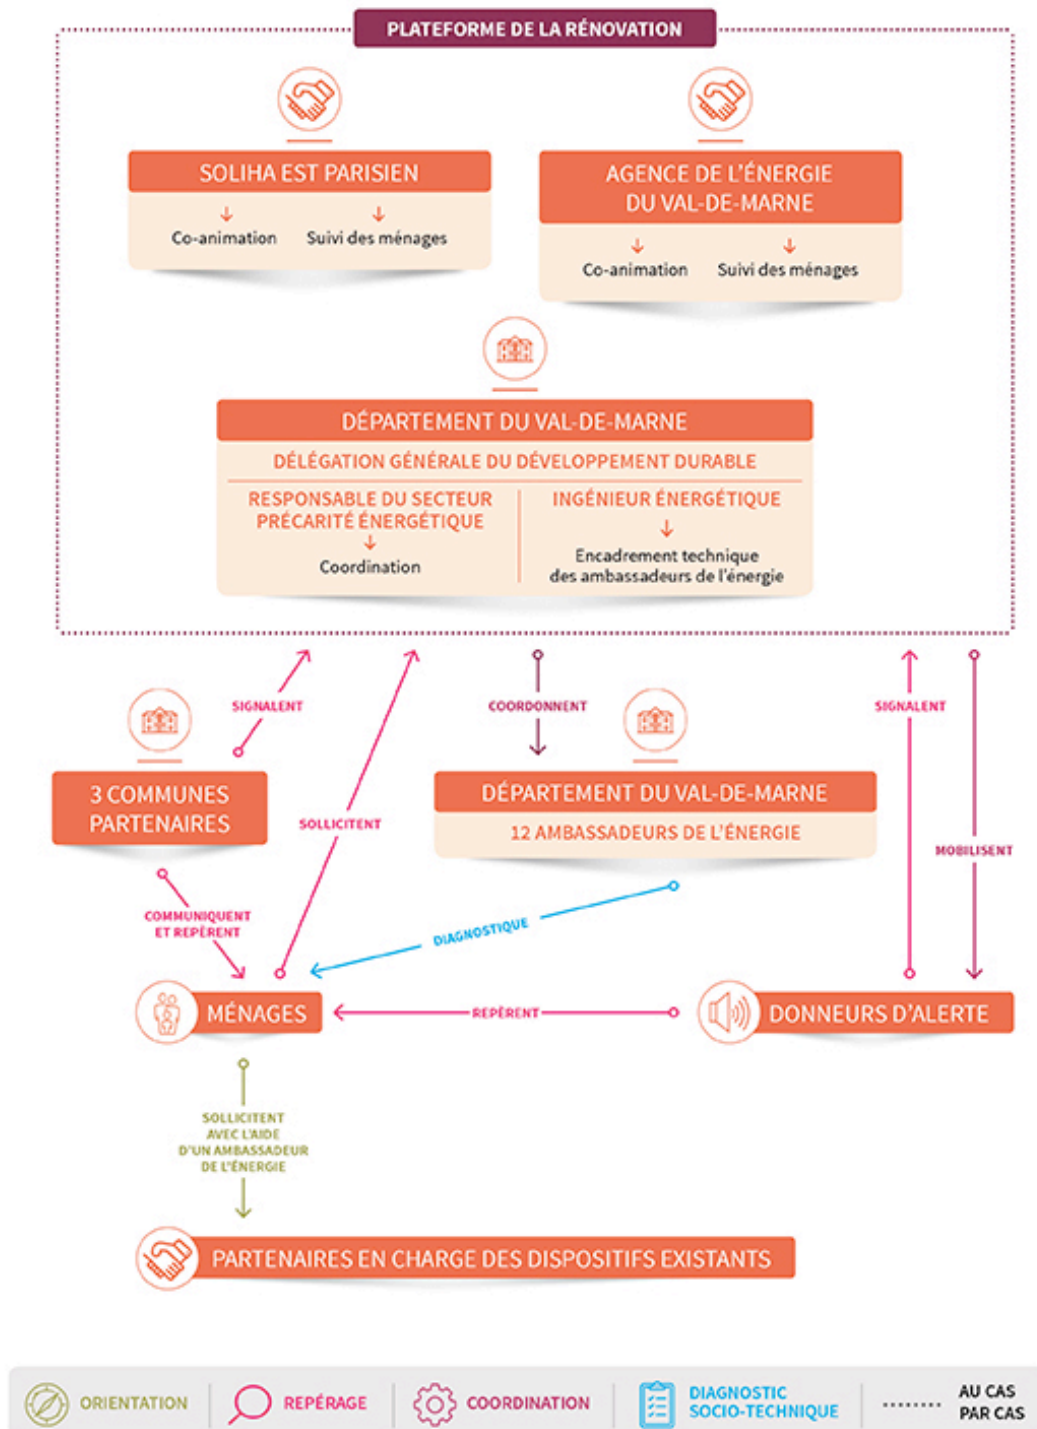 PLATEFORME DE LA RÉNOVATION
SOLIHA EST PARISIEN
Co-animation
Suivi des ménages
AGENCE DE L'ÉNERGIE
DU VAL-DE-MARNE
Co-animation
Suivi des ménages
DÉPARTEMENT DU VAL-DE-MARNE
DÉLÉGATION GÉNÉRALE DU DÉVELOPPEMENT DURABLE
RESPONSABLE DU SECTEUR
PRÉCARITÉ ÉNERGÉTIQUE
Coordination
INGÉNIEUR ÉNERGÉTIQUE
Encadrement technique
des ambassadeurs de l'énergie
SIGNALENT
COORDONNENT
SIGNALENT
3 COMMUNES
PARTENAIRES
SOLLICITENT
DÉPARTEMENT DU VAL-DE-MARNE
12 AMBASSADEURS DE L'ÉNERGIE
MOBILISENT
COMMUNIQUENT
ET REPÈRENT
DIAGNOSTIQUE
MÉNAGES
REPÈRENT
DONNEURS D'ALERTE
SOLLICITENT
AVEC L'AIDE
D'UN AMBASSADEUR
DE L'ÉNERGIE
PARTENAIRES EN CHARGE DES DISPOSITIFS EXISTANTS
ORIENTATION
REPÉRAGE
COORDINATION
DIAGNOSTIC
SOCIO-TECHNIQUE
AU CAS
PAR CAS